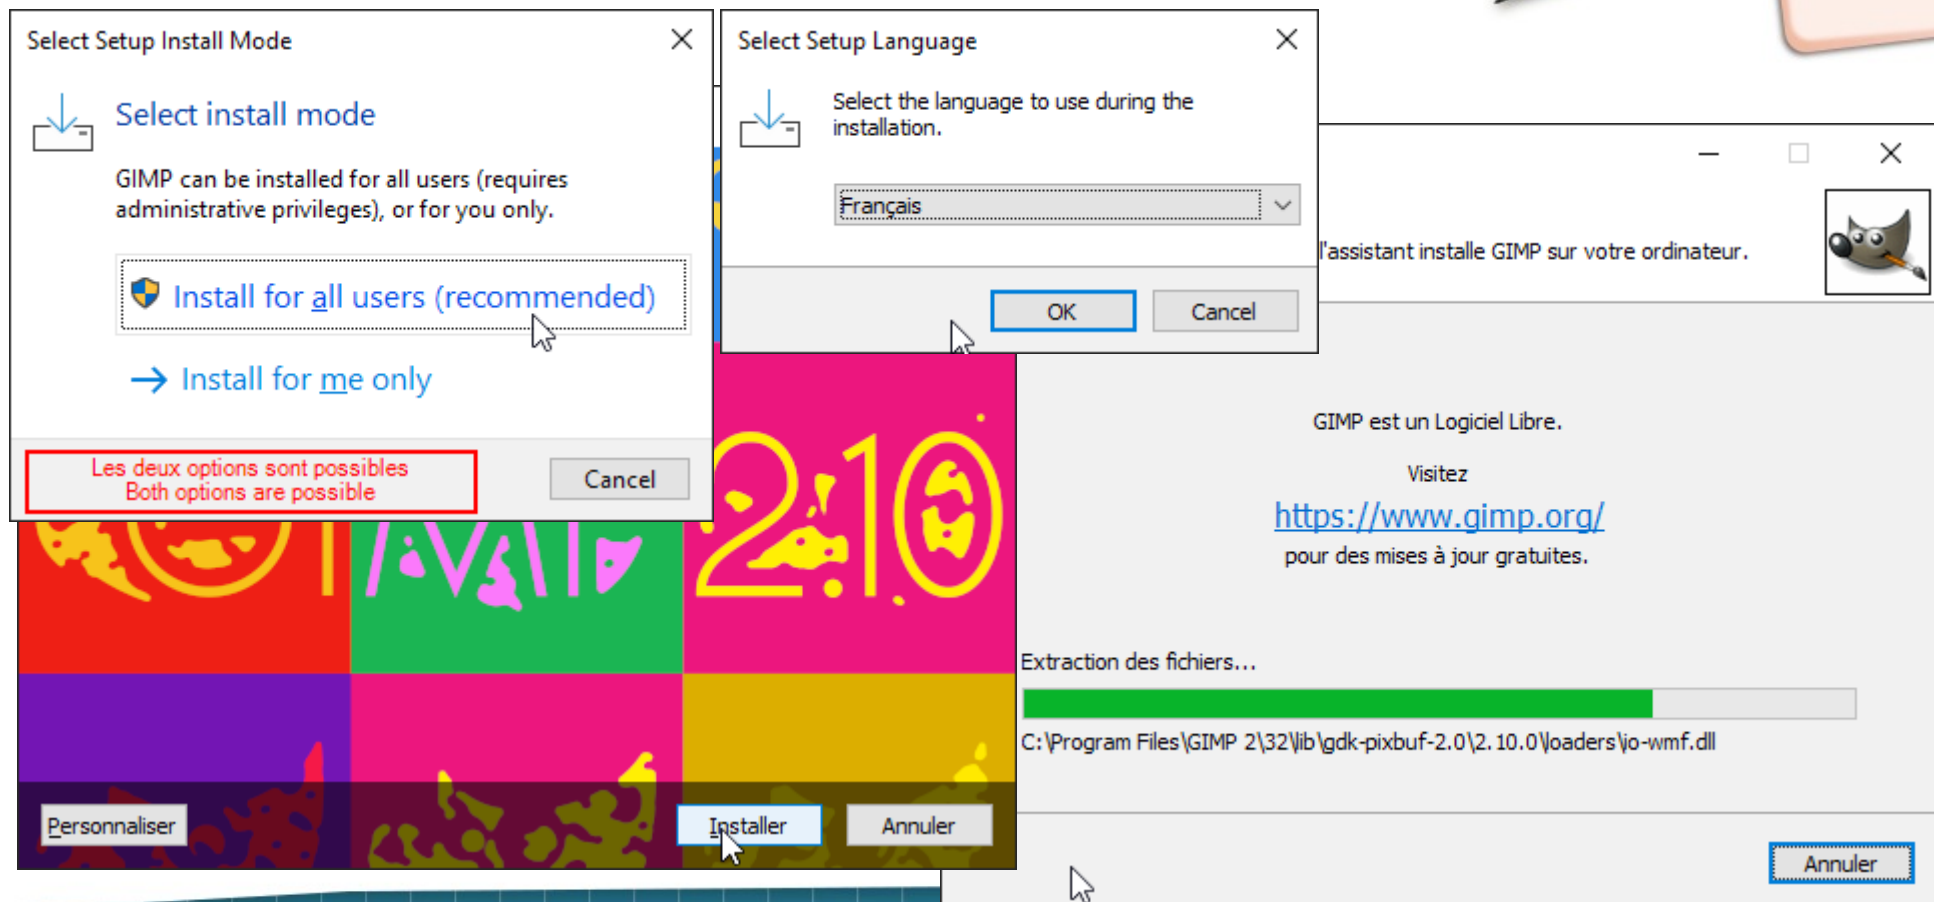 Select Setup Install Mode
Select install mode
GIMP can be installed for all users (requires
administrative privileges), or for you only.
Install for all users (recommended)
Install for me only
Les deux options sont possibles
Both options are possible
Cancel
Select Setup Language
Select the language to use during the
installation.
Français
OK
Cancel
l'assistant installe GIMP sur votre ordinateur.
2.10
Personnaliser
Installer
Annuler
GIMP est un Logiciel Libre.
Visitez
https://www.gimp.org/
pour des mises à jour gratuites.
Extraction des fichiers...
C:\Program Files\GIMP 2\32\lib\gdk-pixbuf-2.0\2.10.0\loaders\io-wmf.dll
Annuler